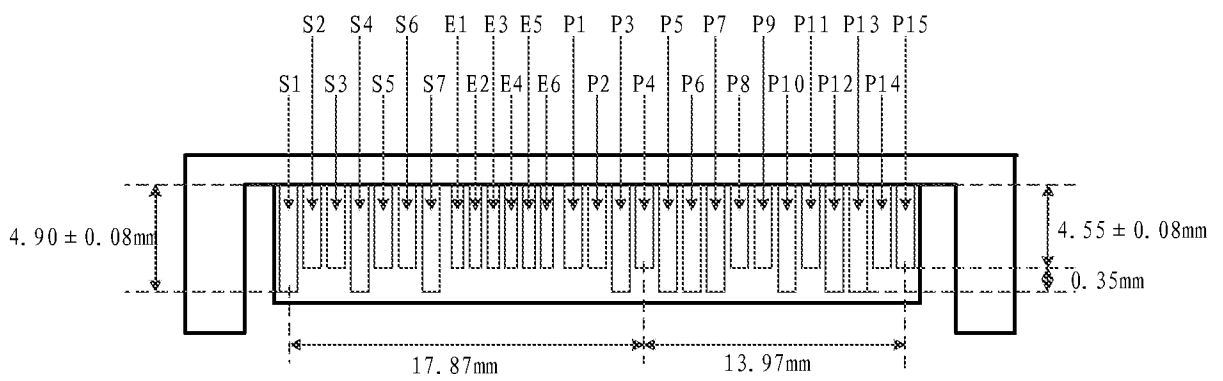 S2 S4 S6 E1 E3 E5 P1 P3 P5 P7 P9 P11 P13 P15
S1 S3 S5 S7 E2 E4 E6 P2 P4 P6 P8 P10 P12 P14
4.90±0.08mm
4.55±0.08mm
0.35mm
17.87mm
13.97mm